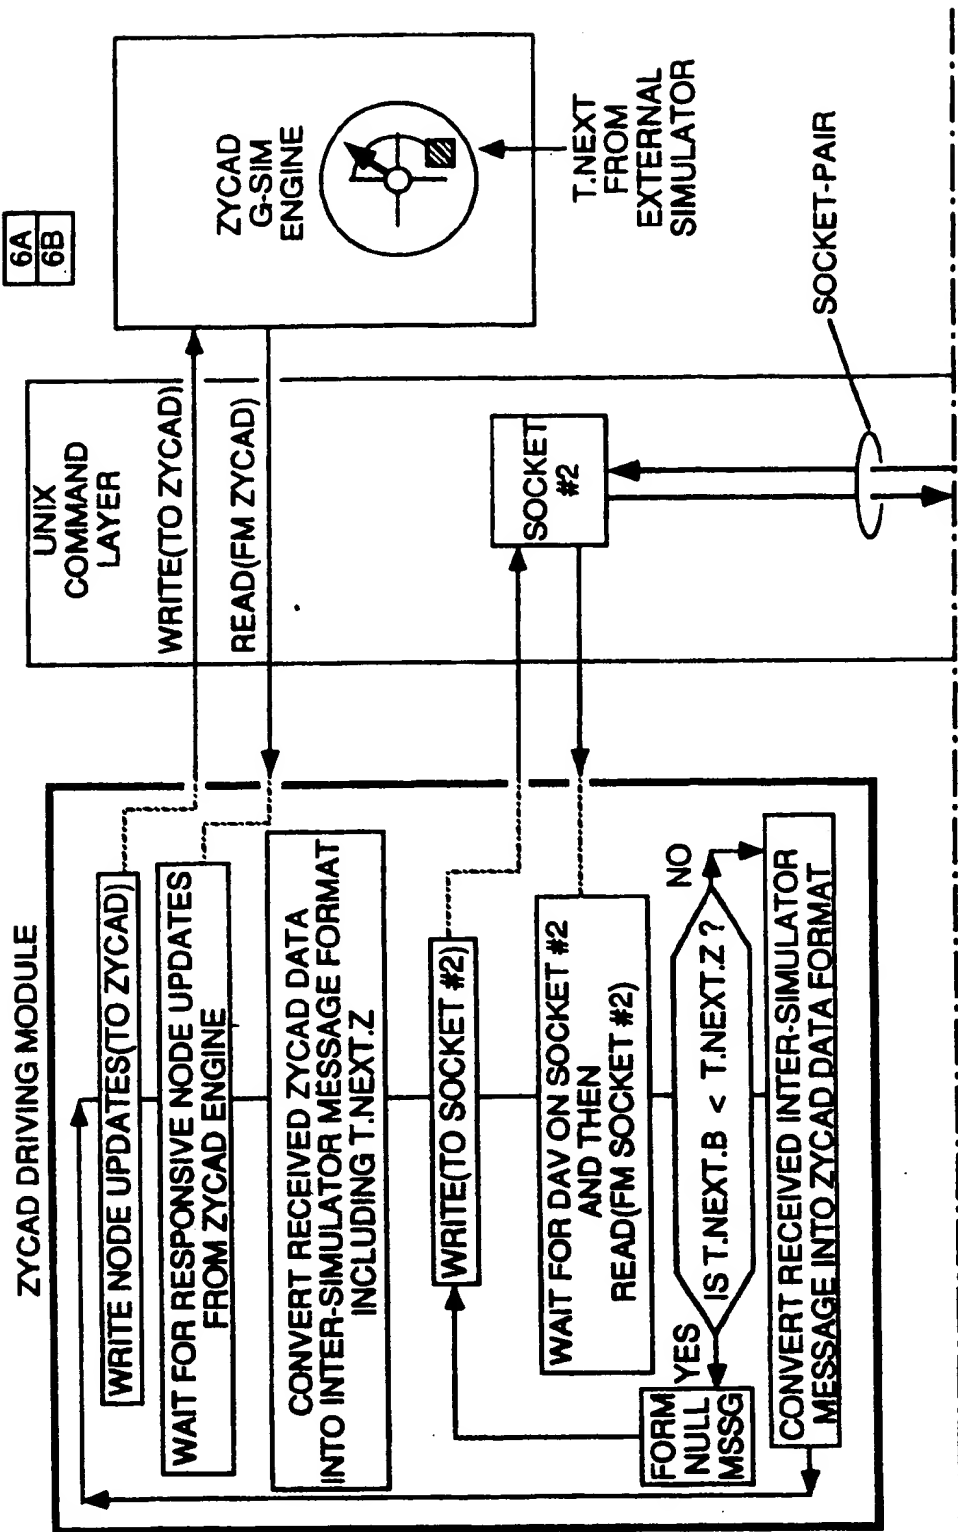 6A
6B
ZYCAD DRIVING MODULE
WRITE NODE UPDATES(TO ZYCAD)
WAIT FOR RESPONSIVE NODE UPDATES
FROM ZYCAD ENGINE
CONVERT RECEIVED ZYCAD DATA
INTO INTER-SIMULATOR MESSAGE FORMAT
INCLUDING T.NEXT.Z
WRITE(TO SOCKET #2)
WAIT FOR DAV ON SOCKET #2
AND THEN
READ(FM SOCKET #2)
IS T.NEXT.B < T.NEXT.Z ?
YES
NO
FORM
NULL
MSSG
CONVERT RECEIVED INTER-SIMULATOR
MESSAGE INTO ZYCAD DATA FORMAT
UNIX
COMMAND
LAYER
WRITE(TO ZYCAD)
READ(FM ZYCAD)
SOCKET
#2
ZYCAD
G-SIM
ENGINE
T.NEXT
FROM
EXTERNAL
SIMULATOR
SOCKET-PAIR